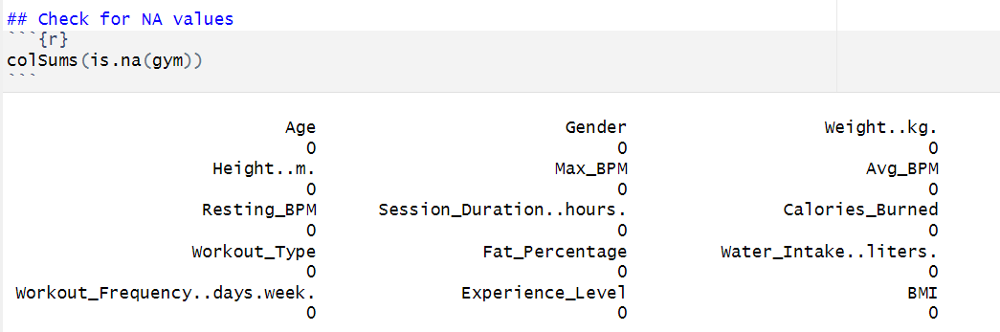 ## Check for NA values
```{r}
colSums(is.na(gym))
```
Age Gender Weight..kg.
0 0 0
Height..m. Max_BPM Avg_BPM
0 0 0
Resting_BPM Session_Duration..hours. Calories_Burned
0 0 0
Workout_Type Fat_Percentage Water_Intake..liters.
0 0 0
Workout_Frequency..days.week. Experience_Level BMI
0 0 0